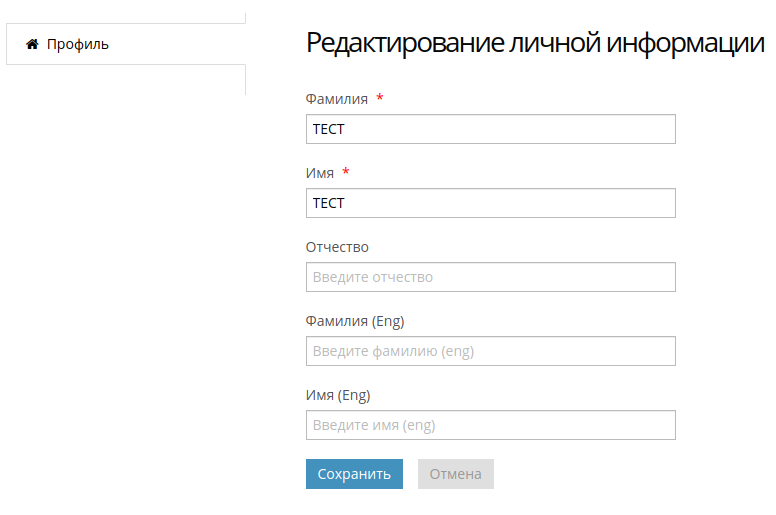 Профиль
Редактирование личной информации
Фамилия *
ТЕСТ
Имя *
ТЕСТ
Отчество
Введите отчество
Фамилия (Eng)
Введите фамилию (eng)
Имя (Eng)
Введите имя (eng)
Сохранить Отмена